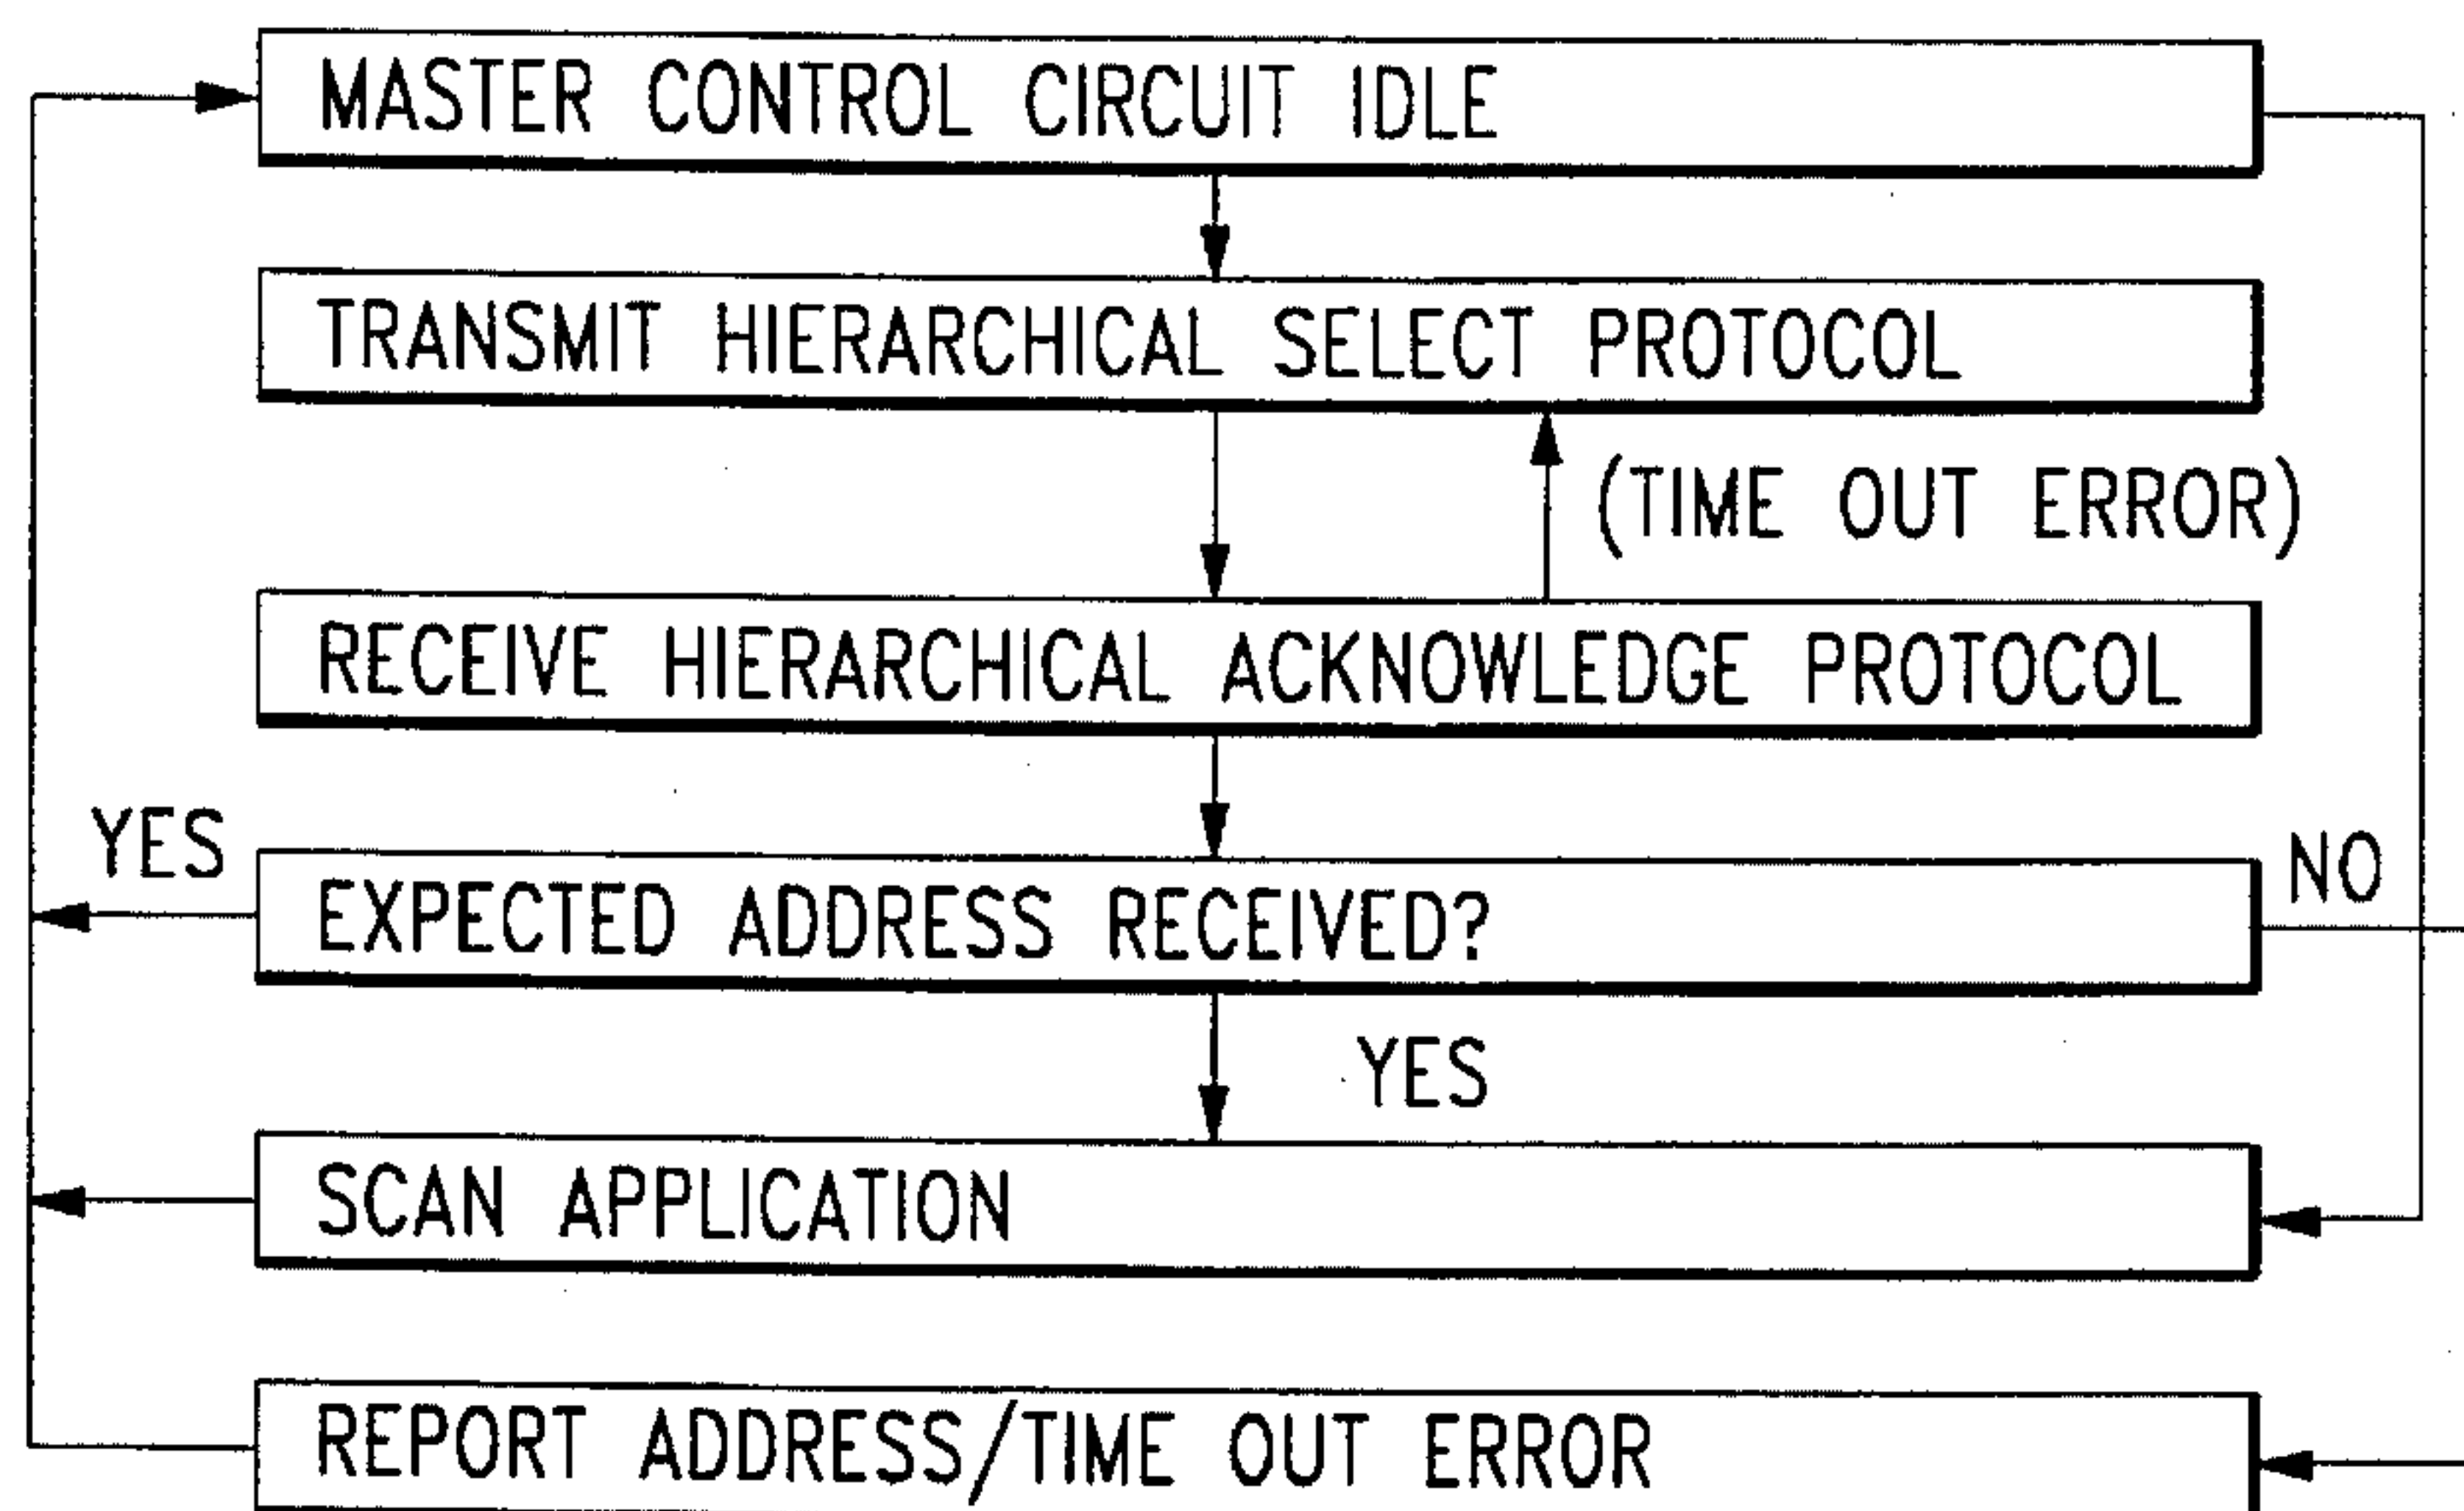 MASTER CONTROL CIRCUIT IDLE
TRANSMIT HIERARCHICAL SELECT PROTOCOL
(TIME OUT ERROR)
RECEIVE HIERARCHICAL ACKNOWLEDGE PROTOCOL
YES
NO
EXPECTED ADDRESS RECEIVED?
YES
SCAN APPLICATION
REPORT ADDRESS/TIME OUT ERROR